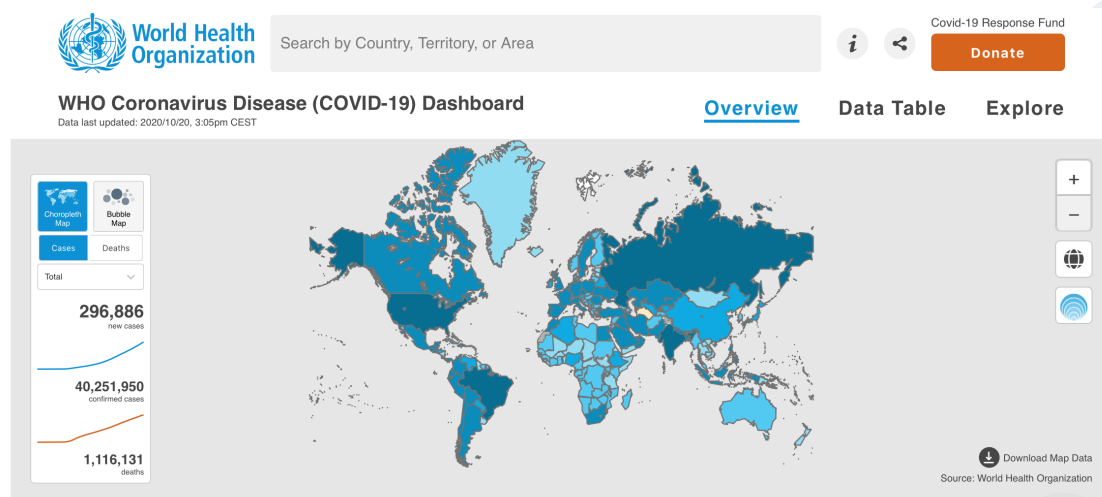 World Health
Organization
Search by Country, Territory, or Area
i
Covid-19 Response Fund
Donate
WHO Coronavirus Disease (COVID-19) Dashboard
Data last updated: 2020/10/20, 3:05pm CEST
Overview
Data Table
Explore
Choropleth
Map
Bubble
Map
Cases
Deaths
Total
296,886
new cases
40,251,950
confirmed cases
1,116,131
deaths
+
−
Download Map Data
Source: World Health Organization